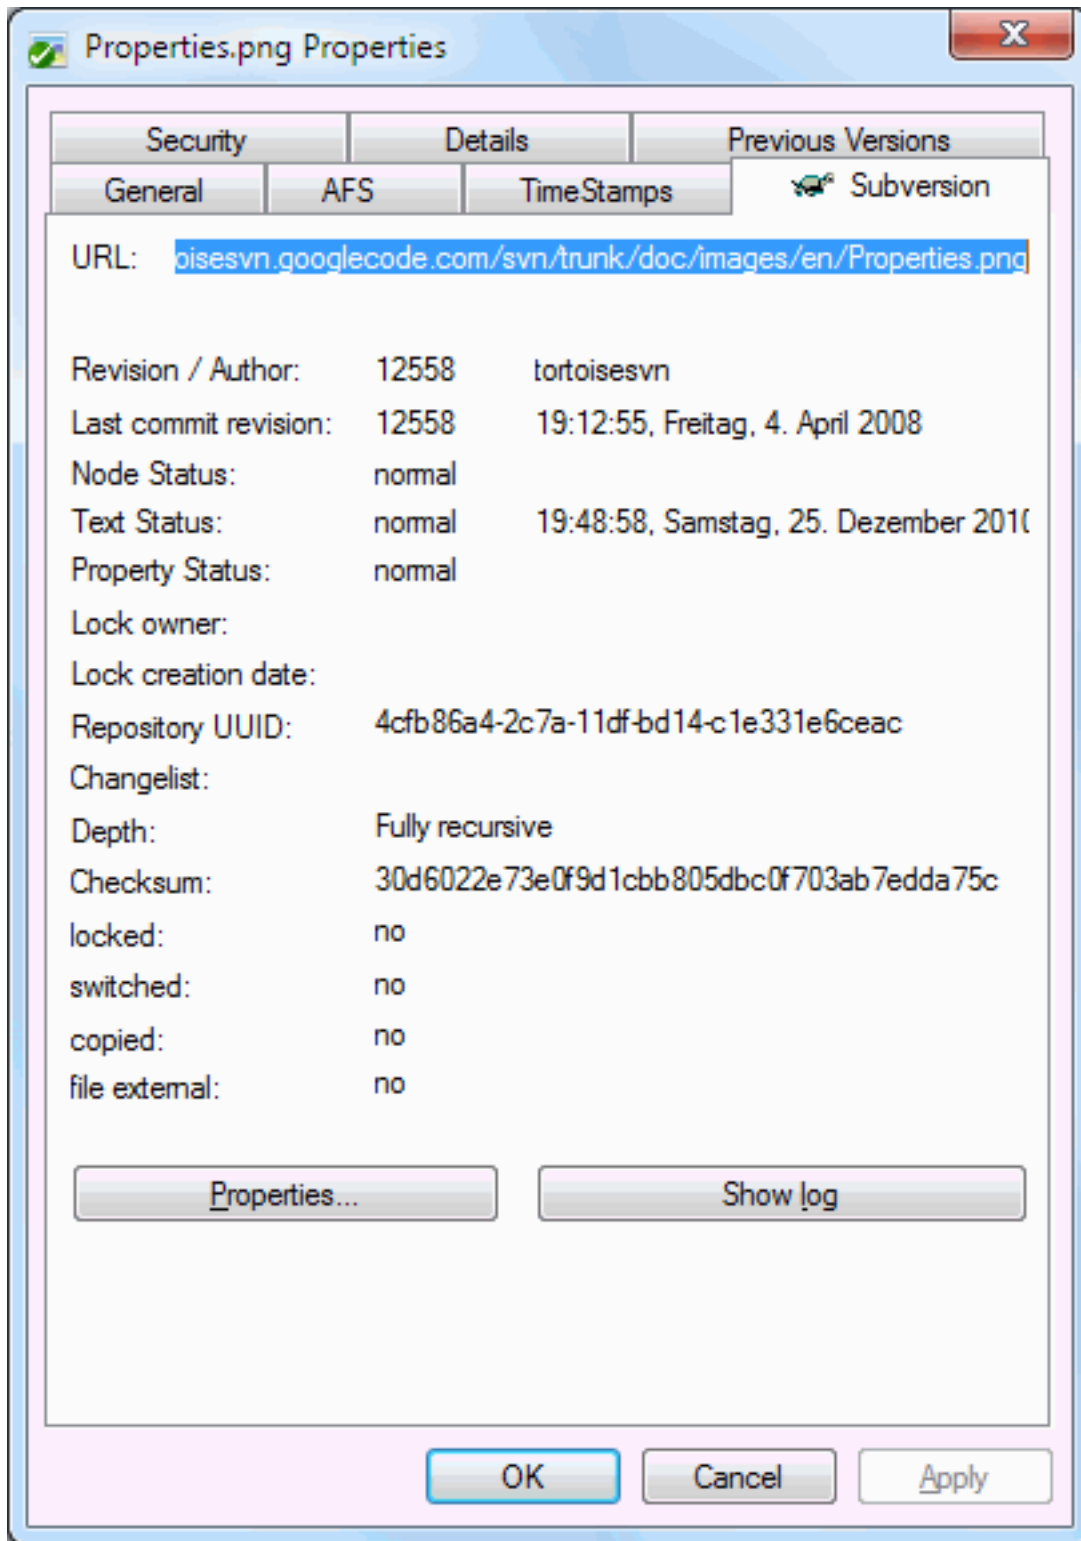 Properties.png Properties
Security Details Previous Versions
General AFS TimeStamps Subversion
URL: oisesvn.googlecode.com/svn/trunk/doc/images/en/Properties.png
Revision / Author: 12558 tortoisesvn
Last commit revision: 12558 19:12:55, Freitag, 4. April 2008
Node Status: normal
Text Status: normal 19:48:58, Samstag, 25. Dezember 2010
Property Status: normal
Lock owner:
Lock creation date:
Repository UUID: 4cfb86a4-2c7a-11df-bd14-c1e331e6ceac
Changelist:
Depth: Fully recursive
Checksum: 30d6022e73e0f9d1cbb805dbc0f703ab7edda75c
locked: no
switched: no
copied: no
file external: no
Properties... Show log
OK Cancel Apply